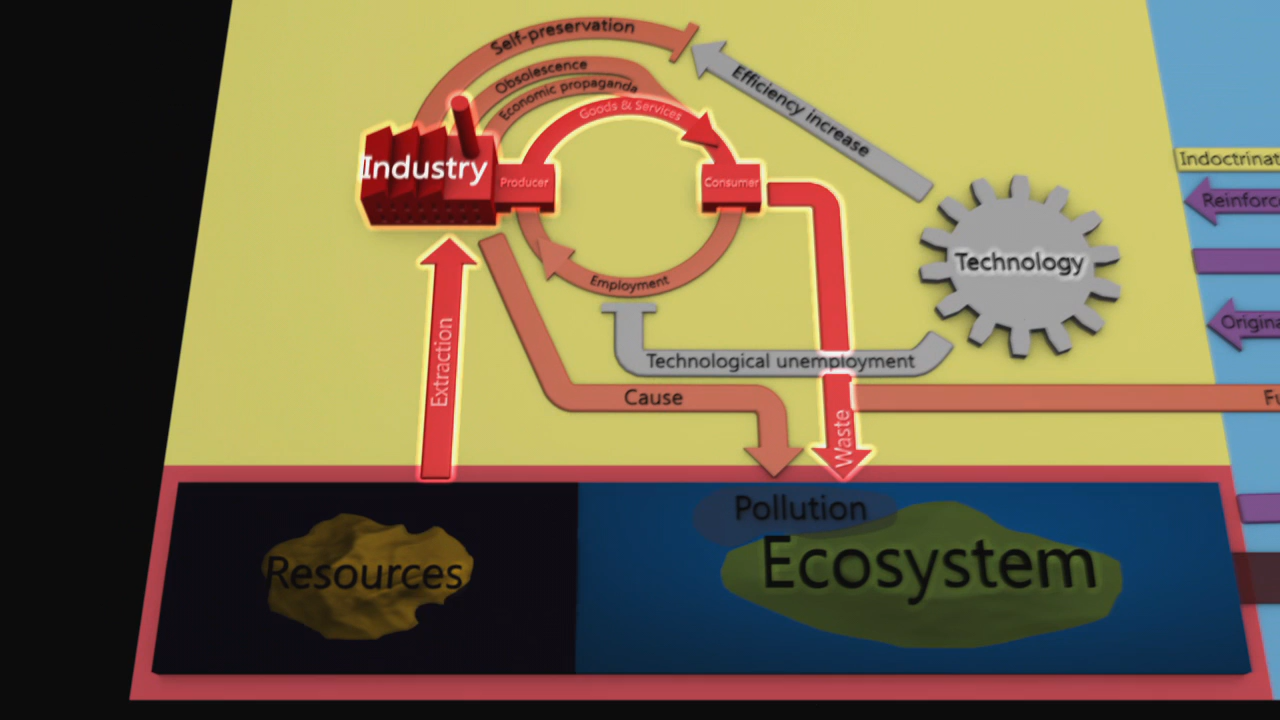 Self-preservation
Obsolescence
Economic propaganda
Goods & Services
Efficiency increase
Industry
Producer
Consumer
Indoctrinat
Reinforc
Technology
Employment
Origina
Extraction
Technological unemployment
Cause
Fu
Waste
Pollution
Resources
Ecosystem